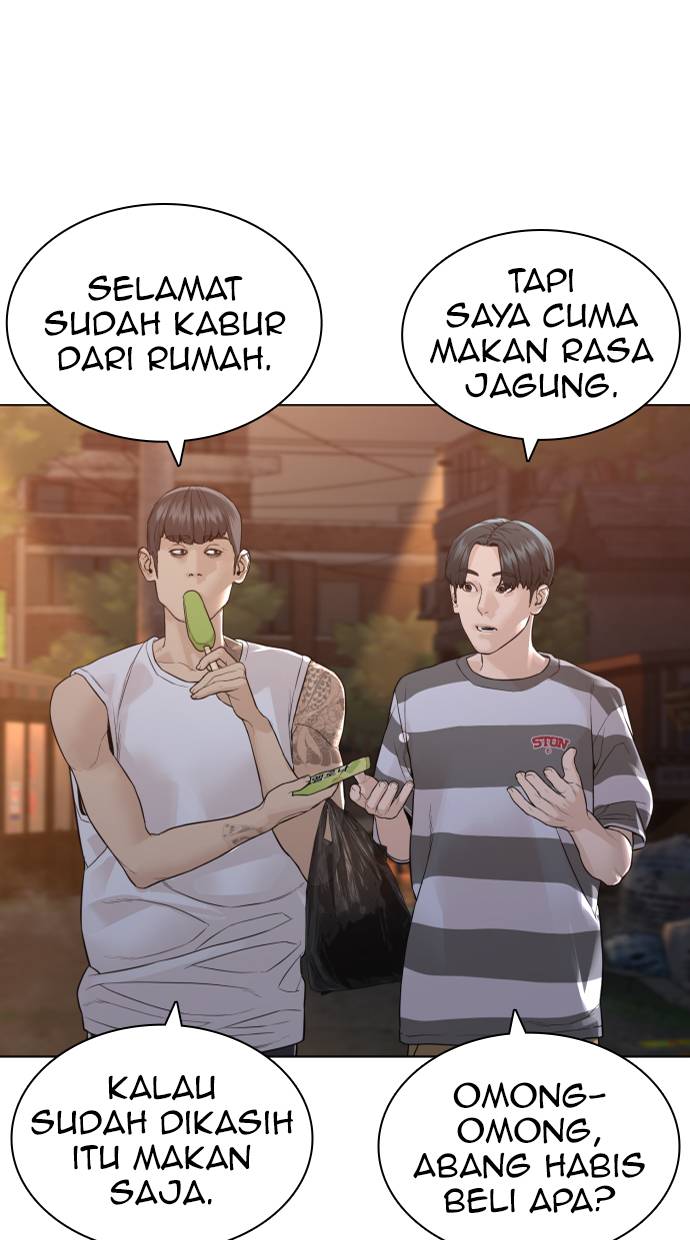 SELAMAT
SUDAH KABUR
DARI RUMAH.
TAPI
SAYA CUMA
MAKAN RASA
JAGUNG.
STON
KALAU
SUDAH DIKASIH
ITU MAKAN
SAJA.
OMONG-
OMONG,
ABANG HABIS
BELI APA?